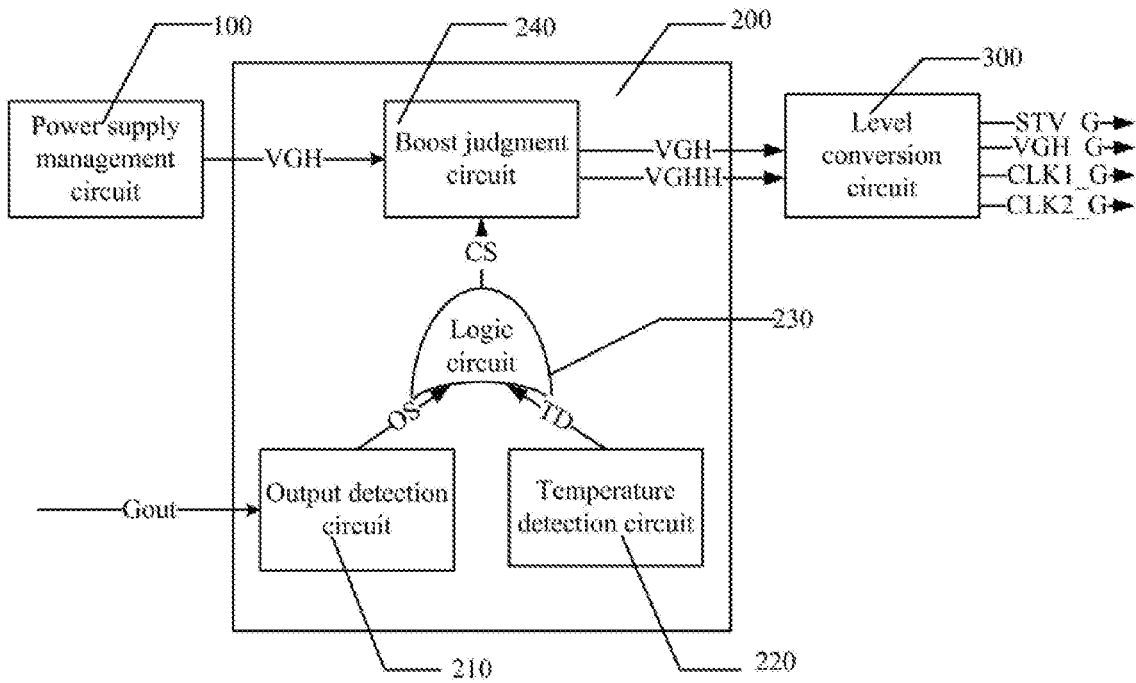 100
240
200
300
Power supply
management
circuit
VGH
Boost judgment
circuit
VGH
VGHH
Level
conversion
circuit
STV_G
VGH_G
CLK1_G
CLK2_G
CS
Logic
circuit
230
OS
TD
Gout
Output detection
circuit
Temperature
detection circuit
210
220